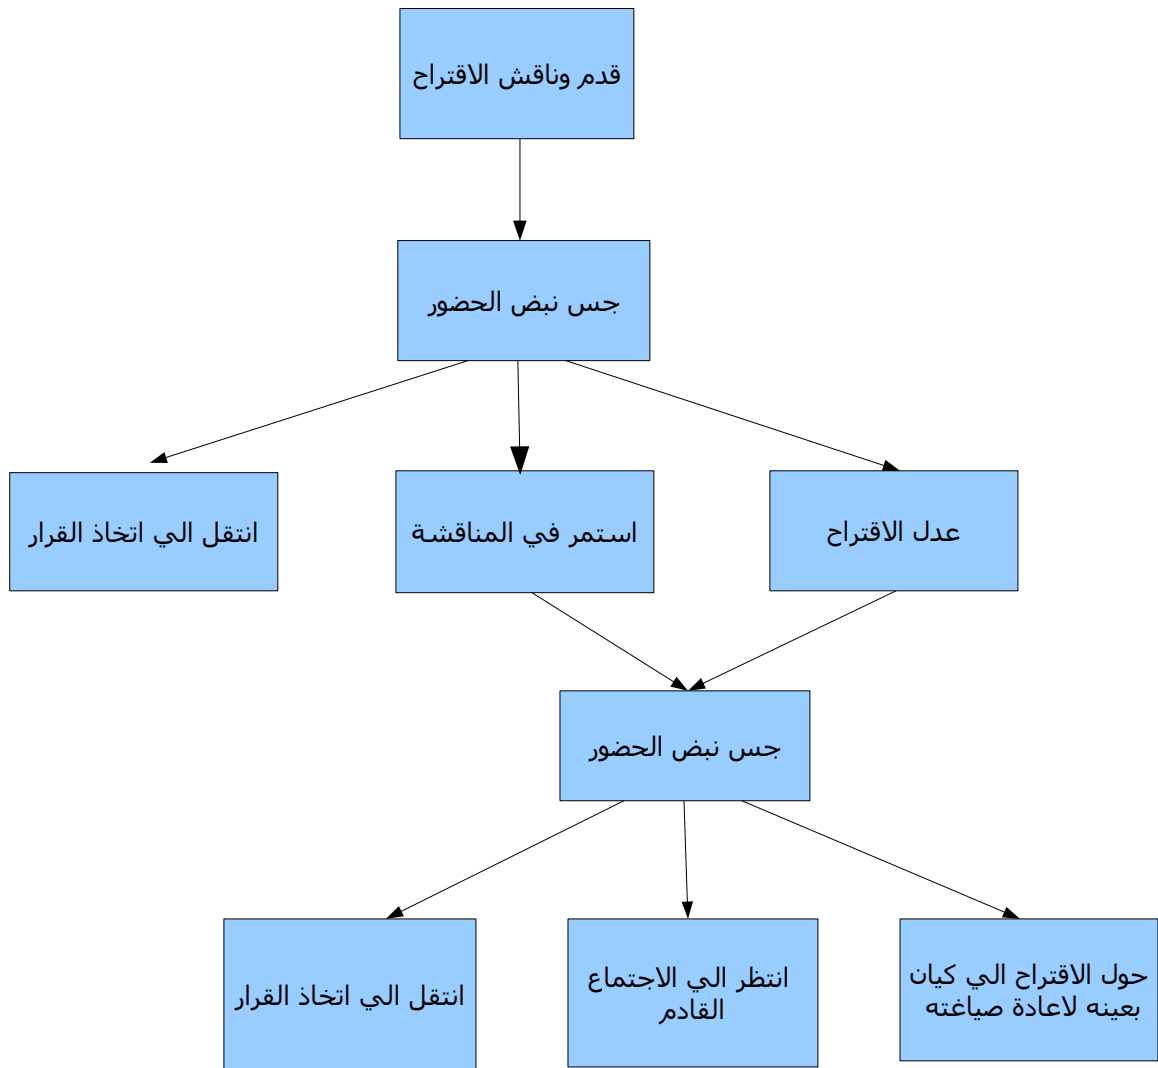 قدم وناقش الاقتراح
جس نبض الحضور
عدل الاقتراح
استمر في المناقشة
انتقل الي اتخاذ القرار
جس نبض الحضور
حول الاقتراح الي كيان
بعينه لاعادة صياغته
انتظر الي الاجتماع
القادم
انتقل الي اتخاذ القرار